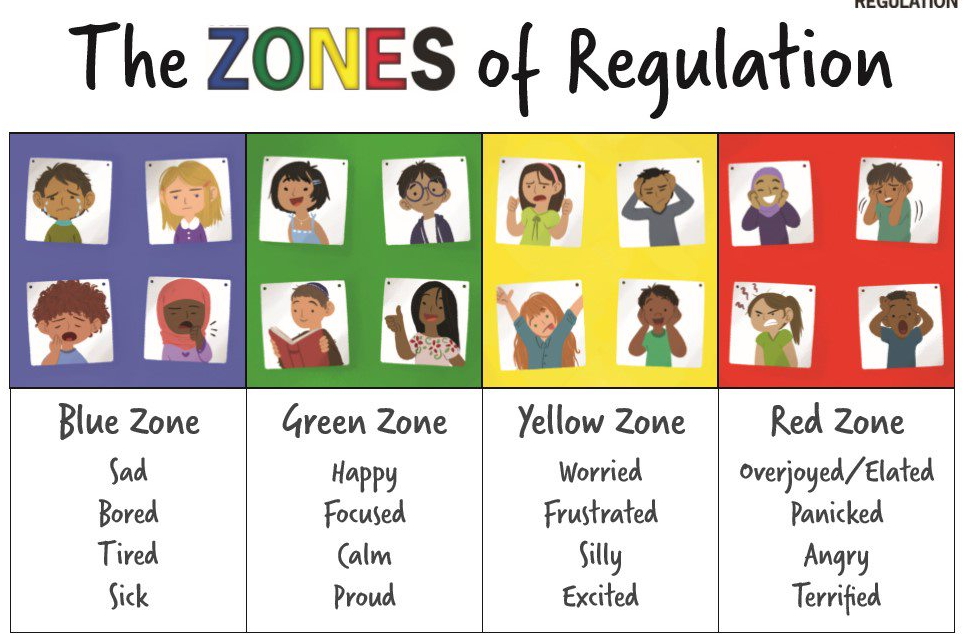 REGULATION
The ZONES of Regulation
Blue Zone
Sad
Bored
Tired
Sick
Green Zone
Happy
Focused
Calm
Proud
Yellow Zone
Worried
Frustrated
Silly
Excited
Red Zone
Overjoyed/Elated
Panicked
Angry
Terrified